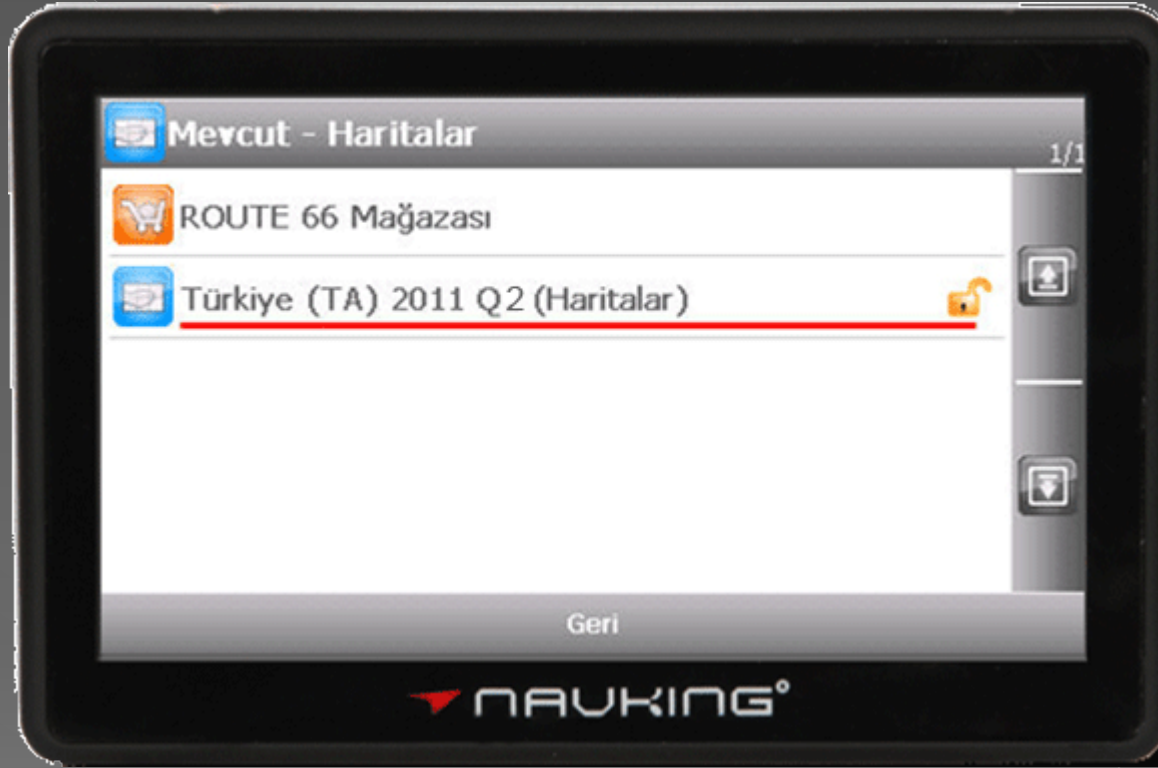 Mevcut - Haritalar
1/1
ROUTE 66 Mağazası
Türkiye (TA) 2011 Q2 (Haritalar)
Geri
NAVKING°